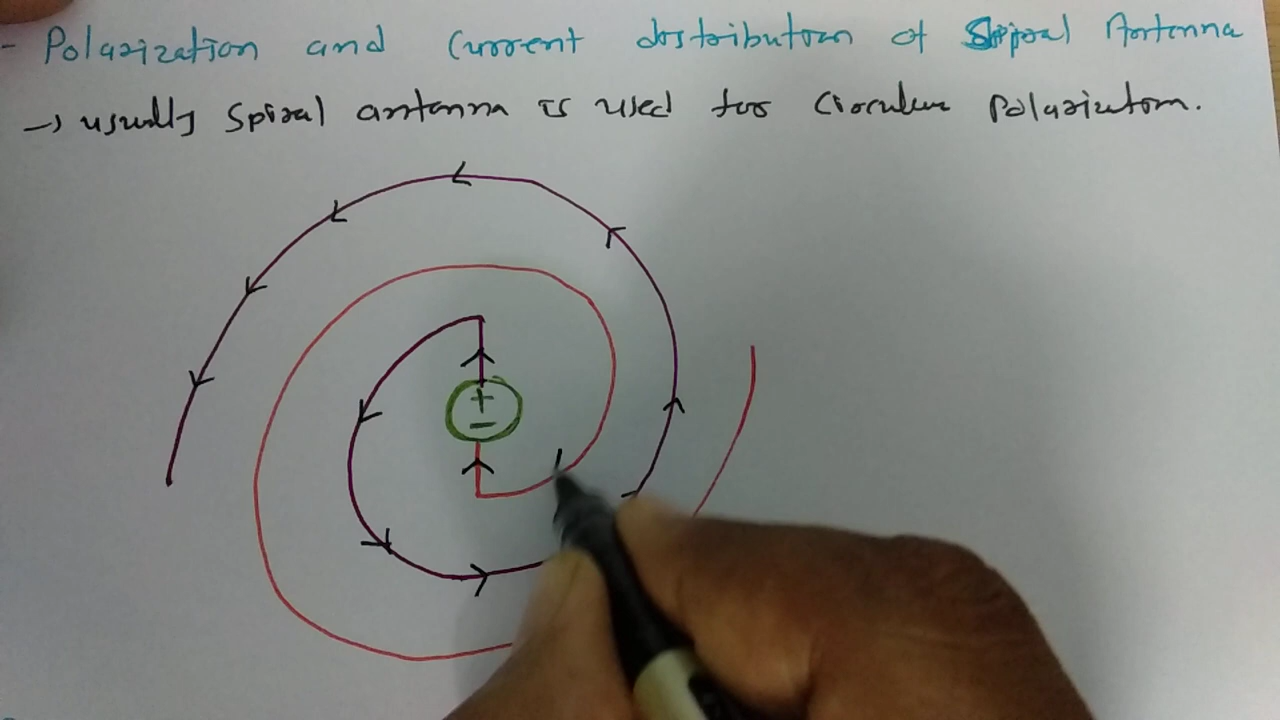 - Polarization and Current distribution of Spiral Antenna
→ usually spiral antenna is used for Circular Polarization.
+
-